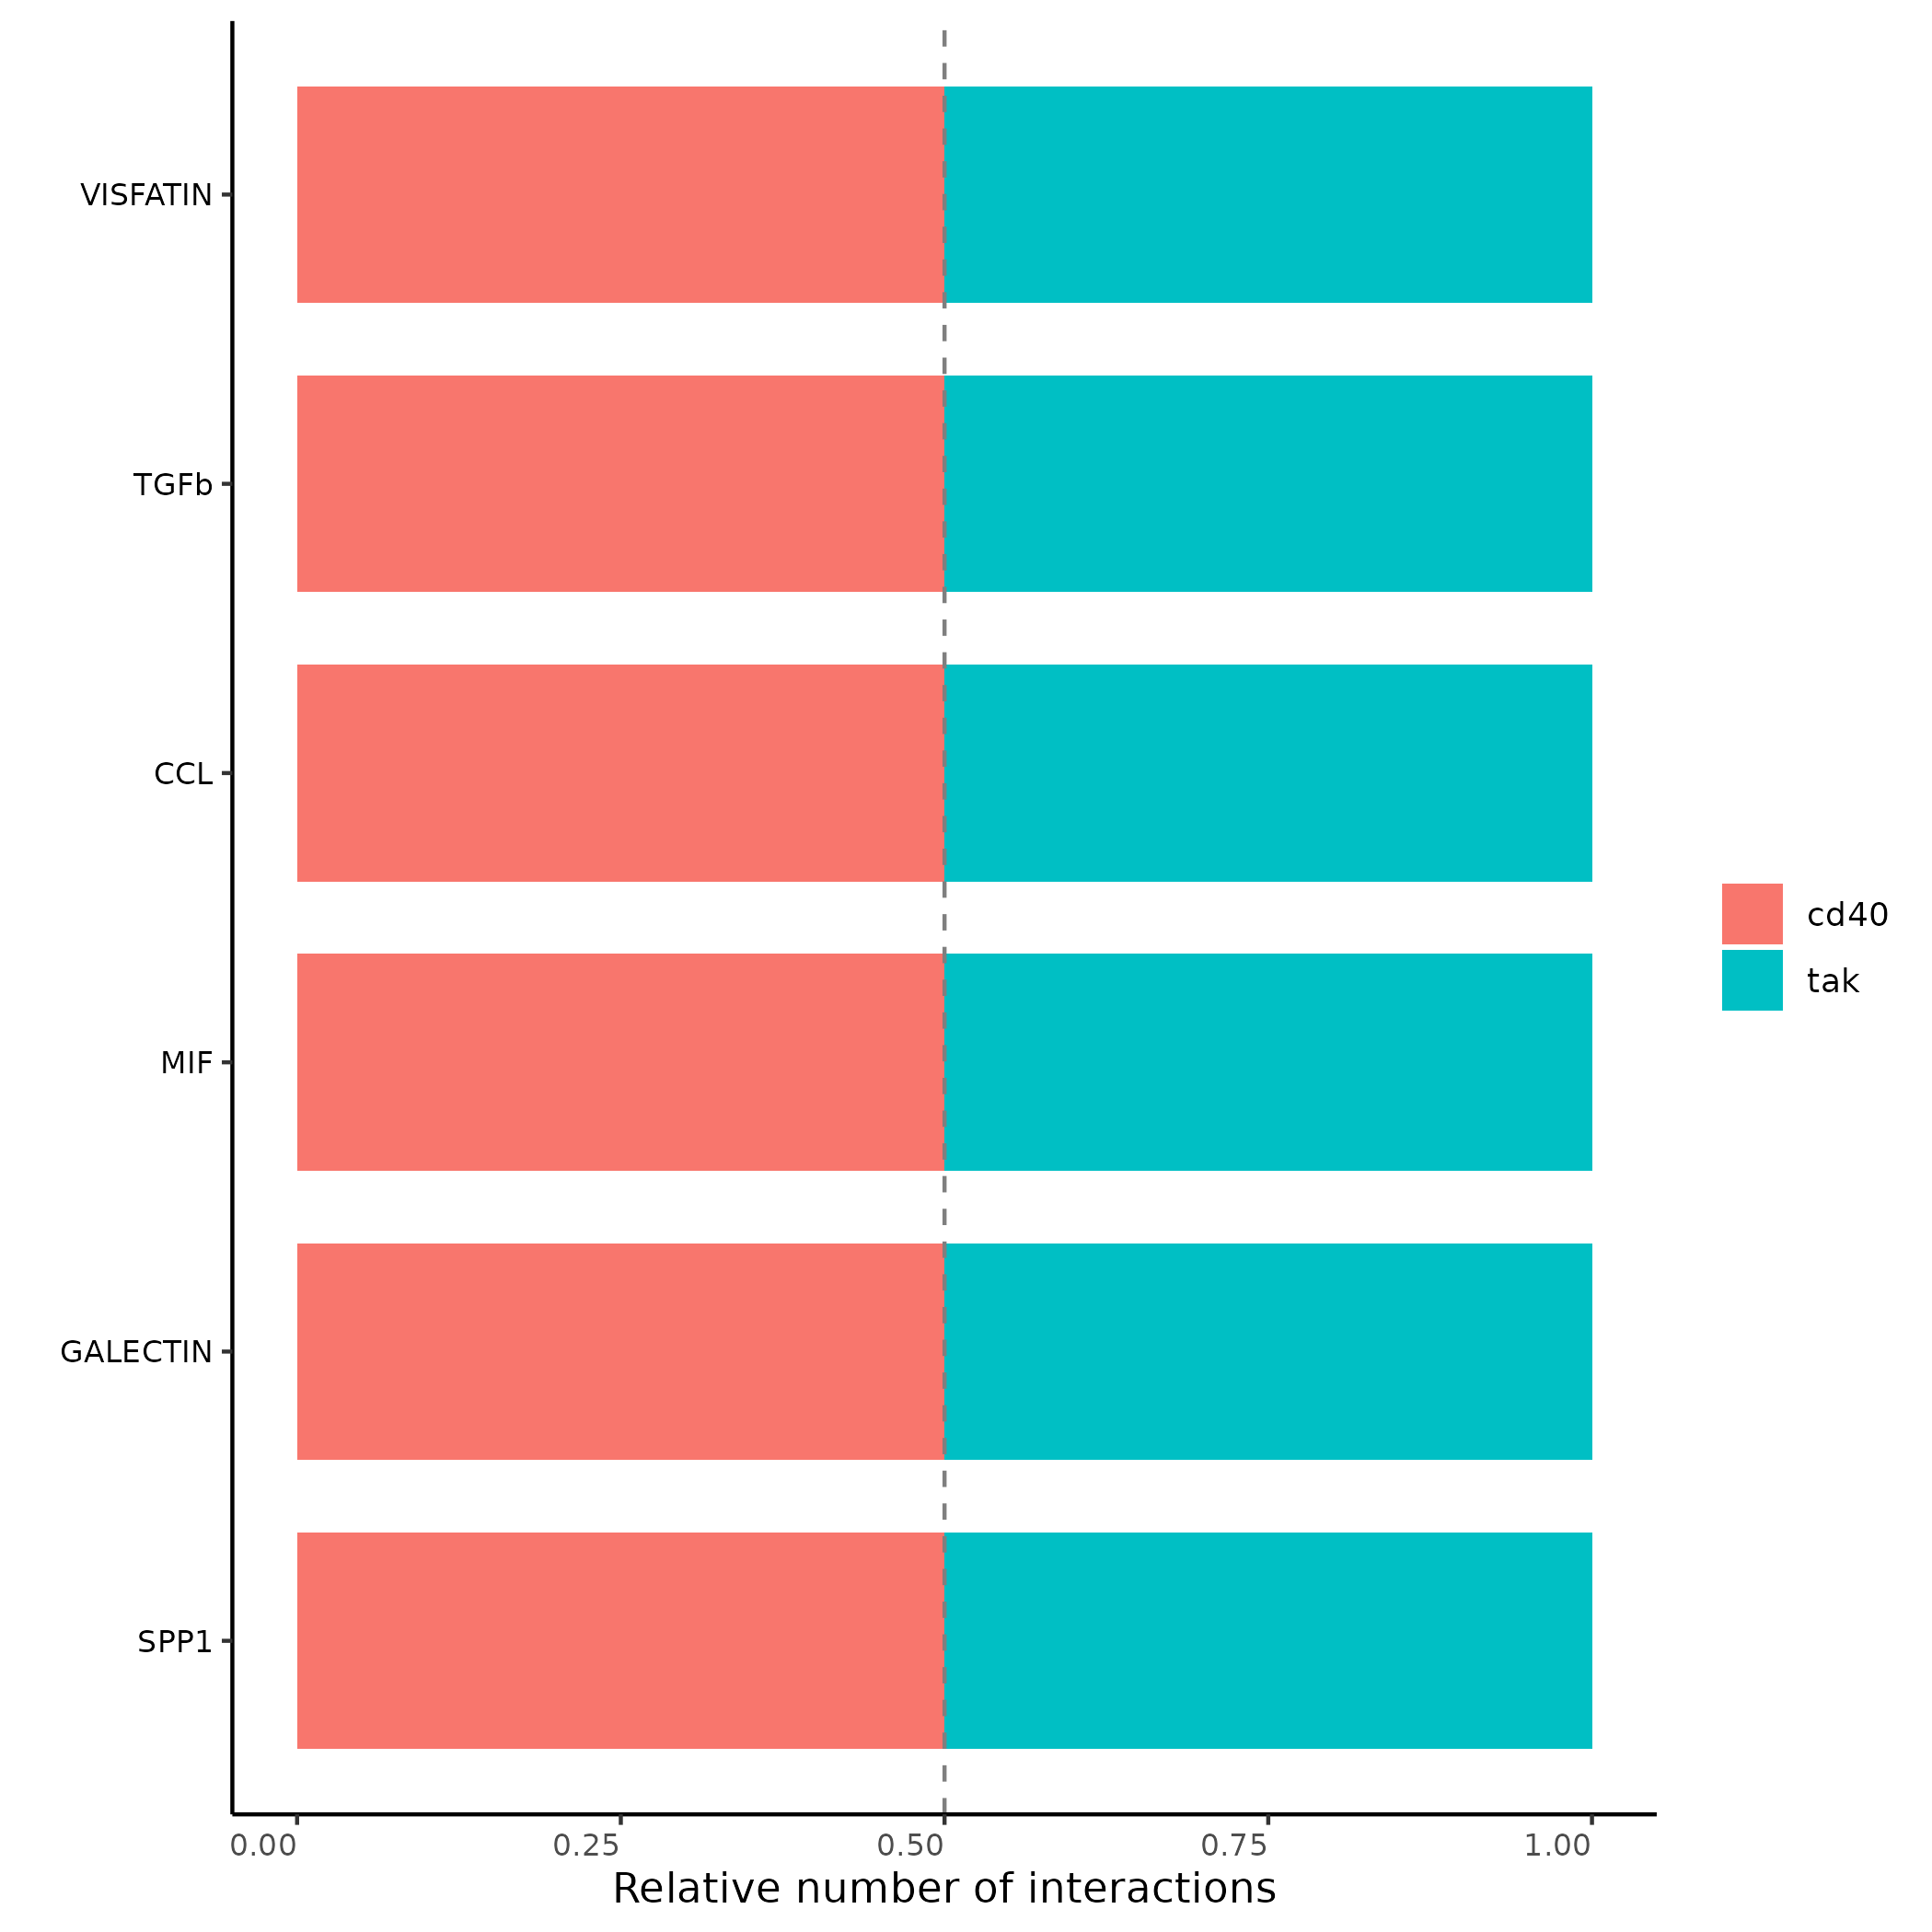 VISFATIN
TGFb
CCL
MIF
GALECTIN
SPP1
cd40
tak
0.00 0.25 0.50 0.75 1.00
Relative number of interactions